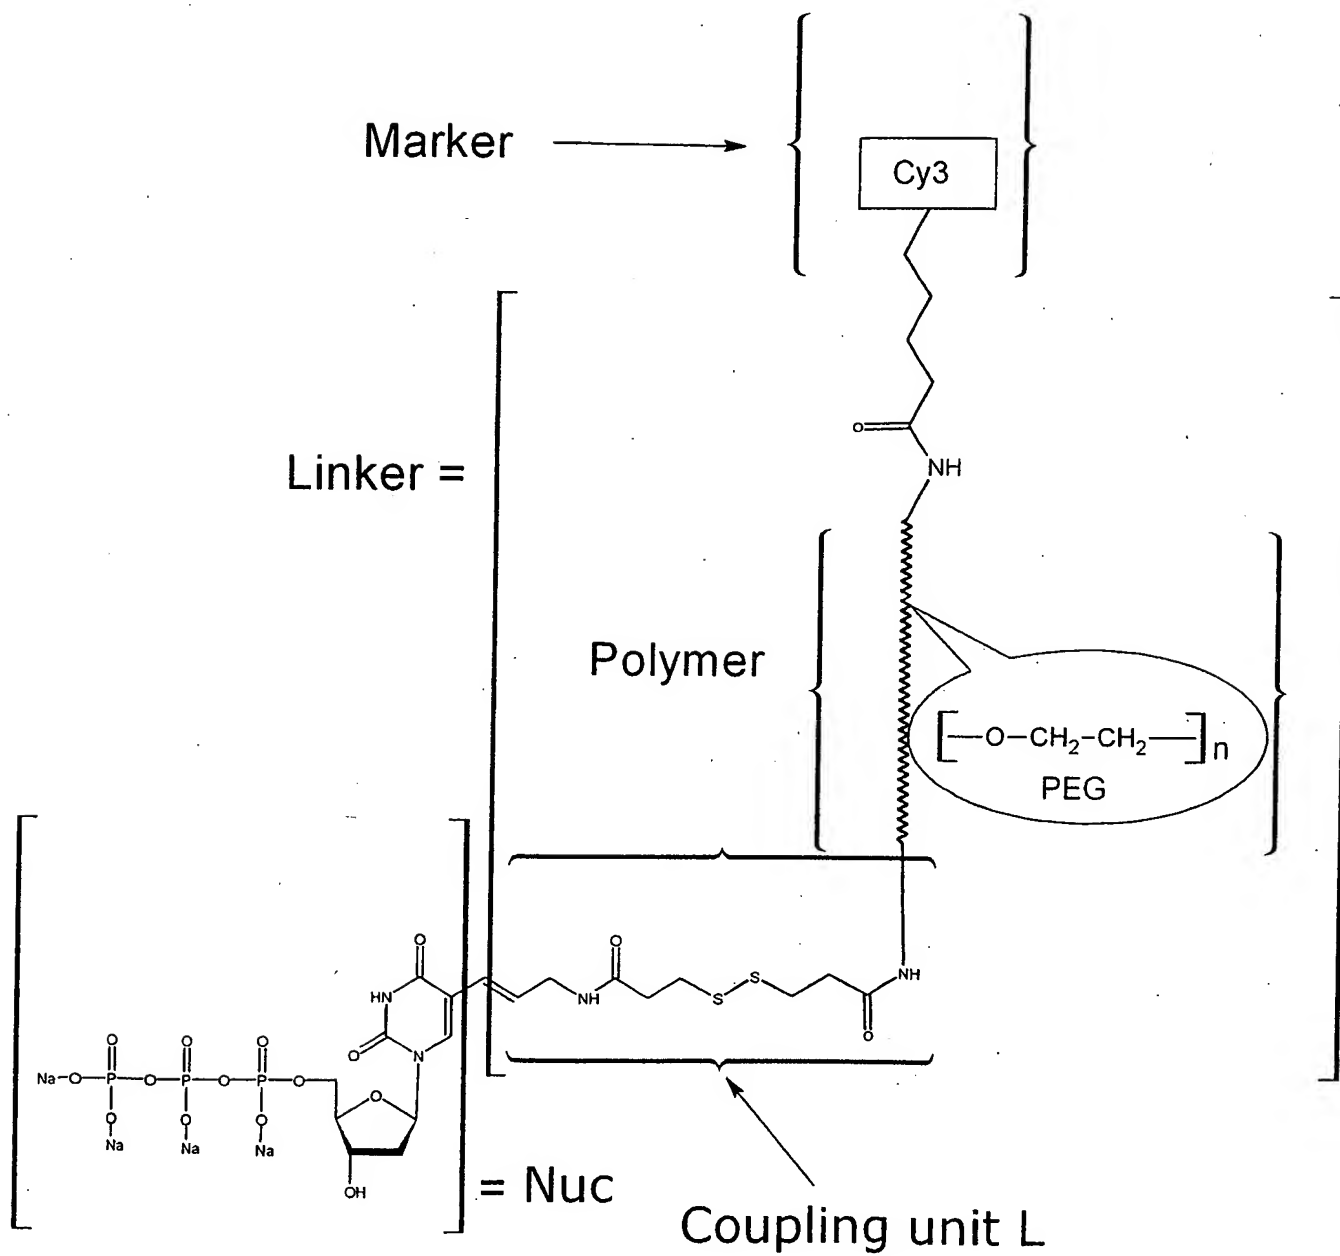 Marker
Cy3
O
NH
Linker =
Polymer
[—O—CH₂–CH₂—]n
PEG
O O
HN NH S S NH
O N O
O O O
Na—O—P—O—P—O—P—O O
O O O
Na Na Na
OH
= Nuc
Coupling unit L